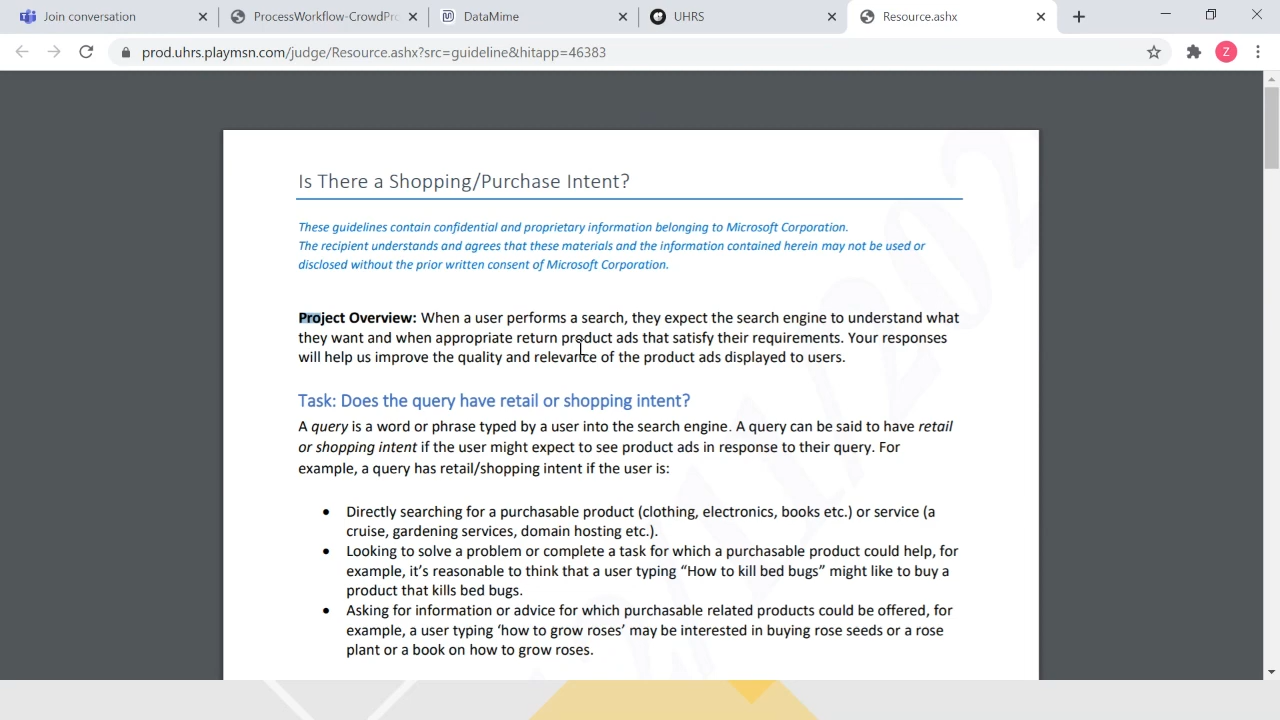 Join conversation
ProcessWorkflow-CrowdPro
DataMime
UHRS
Resource.ashx
prod.uhrs.playmsn.com/judge/Resource.ashx?src=guideline&hitapp=46383
Z
Is There a Shopping/Purchase Intent?
These guidelines contain confidential and proprietary information belonging to Microsoft Corporation.
The recipient understands and agrees that these materials and the information contained herein may not be used or
disclosed without the prior written consent of Microsoft Corporation.
Project Overview: When a user performs a search, they expect the search engine to understand what
they want and when appropriate return product ads that satisfy their requirements. Your responses
will help us improve the quality and relevance of the product ads displayed to users.
Task: Does the query have retail or shopping intent?
A query is a word or phrase typed by a user into the search engine. A query can be said to have retail
or shopping intent if the user might expect to see product ads in response to their query. For
example, a query has retail/shopping intent if the user is:
• Directly searching for a purchasable product (clothing, electronics, books etc.) or service (a
cruise, gardening services, domain hosting etc.).
• Looking to solve a problem or complete a task for which a purchasable product could help, for
example, it's reasonable to think that a user typing "How to kill bed bugs" might like to buy a
product that kills bed bugs.
• Asking for information or advice for which purchasable related products could be offered, for
example, a user typing 'how to grow roses' may be interested in buying rose seeds or a rose
plant or a book on how to grow roses.